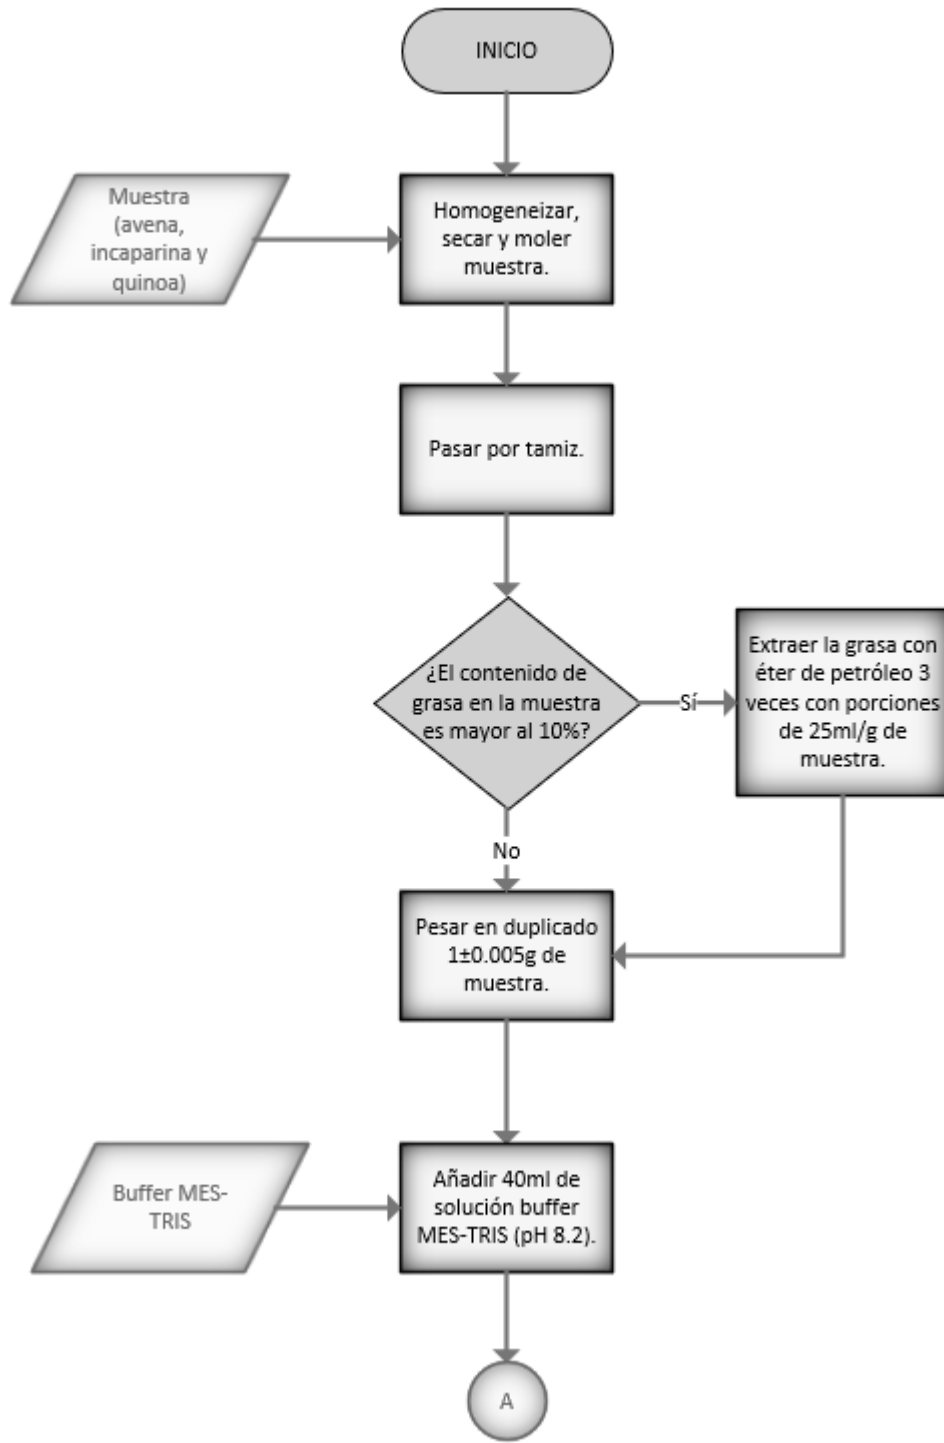 INICIO
Muestra
(avena,
incaparina y
quinoa)
Homogeneizar,
secar y moler
muestra.
Pasar por tamiz.
¿El contenido de
grasa en la muestra
es mayor al 10%?
Sí
Extraer la grasa con
éter de petróleo 3
veces con porciones
de 25ml/g de
muestra.
No
Pesar en duplicado
1±0.005g de
muestra.
Buffer MES-
TRIS
Añadir 40ml de
solución buffer
MES-TRIS (pH 8.2).
A